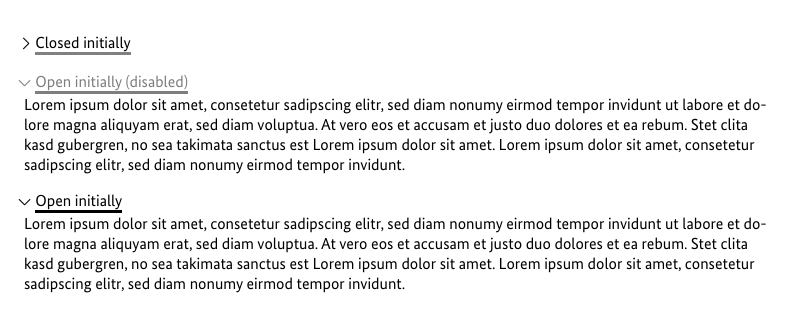 Closed initially
Open initially (disabled)
Lorem ipsum dolor sit amet, consetetur sadipscing elitr, sed diam nonumy eirmod tempor invidunt ut labore et do-
lore magna aliquyam erat, sed diam voluptua. At vero eos et accusam et justo duo dolores et ea rebum. Stet clita
kasd gubergren, no sea takimata sanctus est Lorem ipsum dolor sit amet. Lorem ipsum dolor sit amet, consetetur
sadipscing elitr, sed diam nonumy eirmod tempor invidunt.
Open initially
Lorem ipsum dolor sit amet, consetetur sadipscing elitr, sed diam nonumy eirmod tempor invidunt ut labore et do-
lore magna aliquyam erat, sed diam voluptua. At vero eos et accusam et justo duo dolores et ea rebum. Stet clita
kasd gubergren, no sea takimata sanctus est Lorem ipsum dolor sit amet. Lorem ipsum dolor sit amet, consetetur
sadipscing elitr, sed diam nonumy eirmod tempor invidunt.